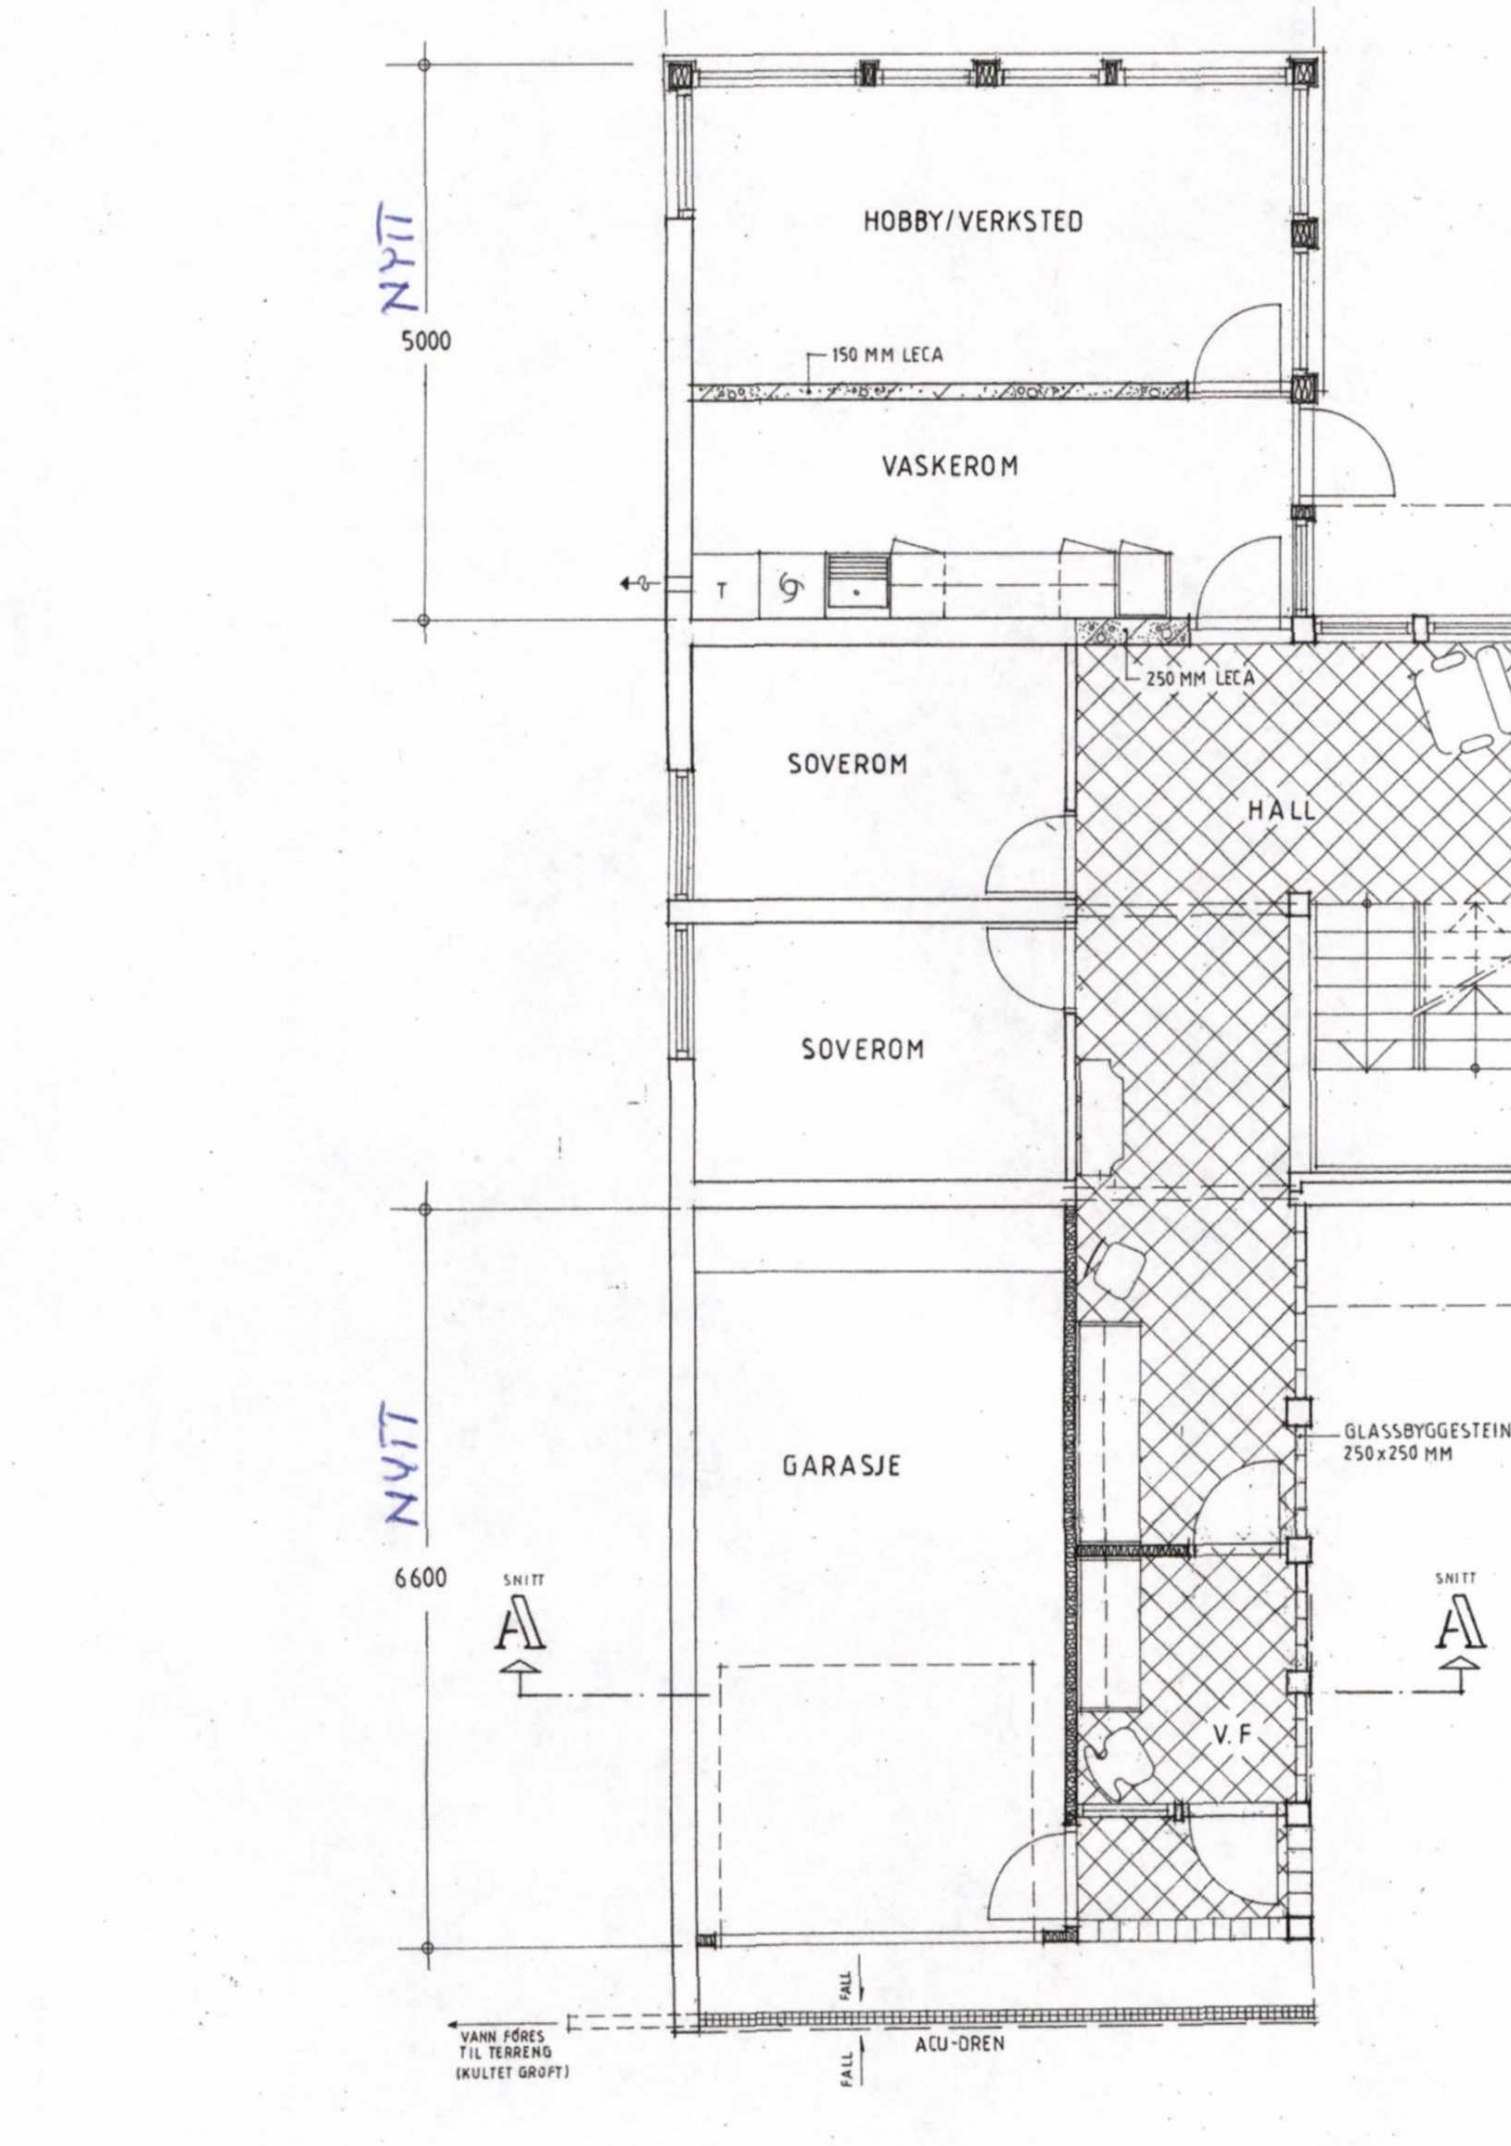 NYTT
HOBBY/VERKSTED
5000
150 MM LECA
VASKEROM
T
250 MM LECA
SOVEROM
HALL
SOVEROM
NYTT
GARASJE
GLASSBYGGESTEIN
250x250 MM
6600
SNITT
A
SNITT
A
V.F
FALL
VANN FØRES
TIL TERRENG
(KULTET GRØFT)
ACU-DREN
FALL